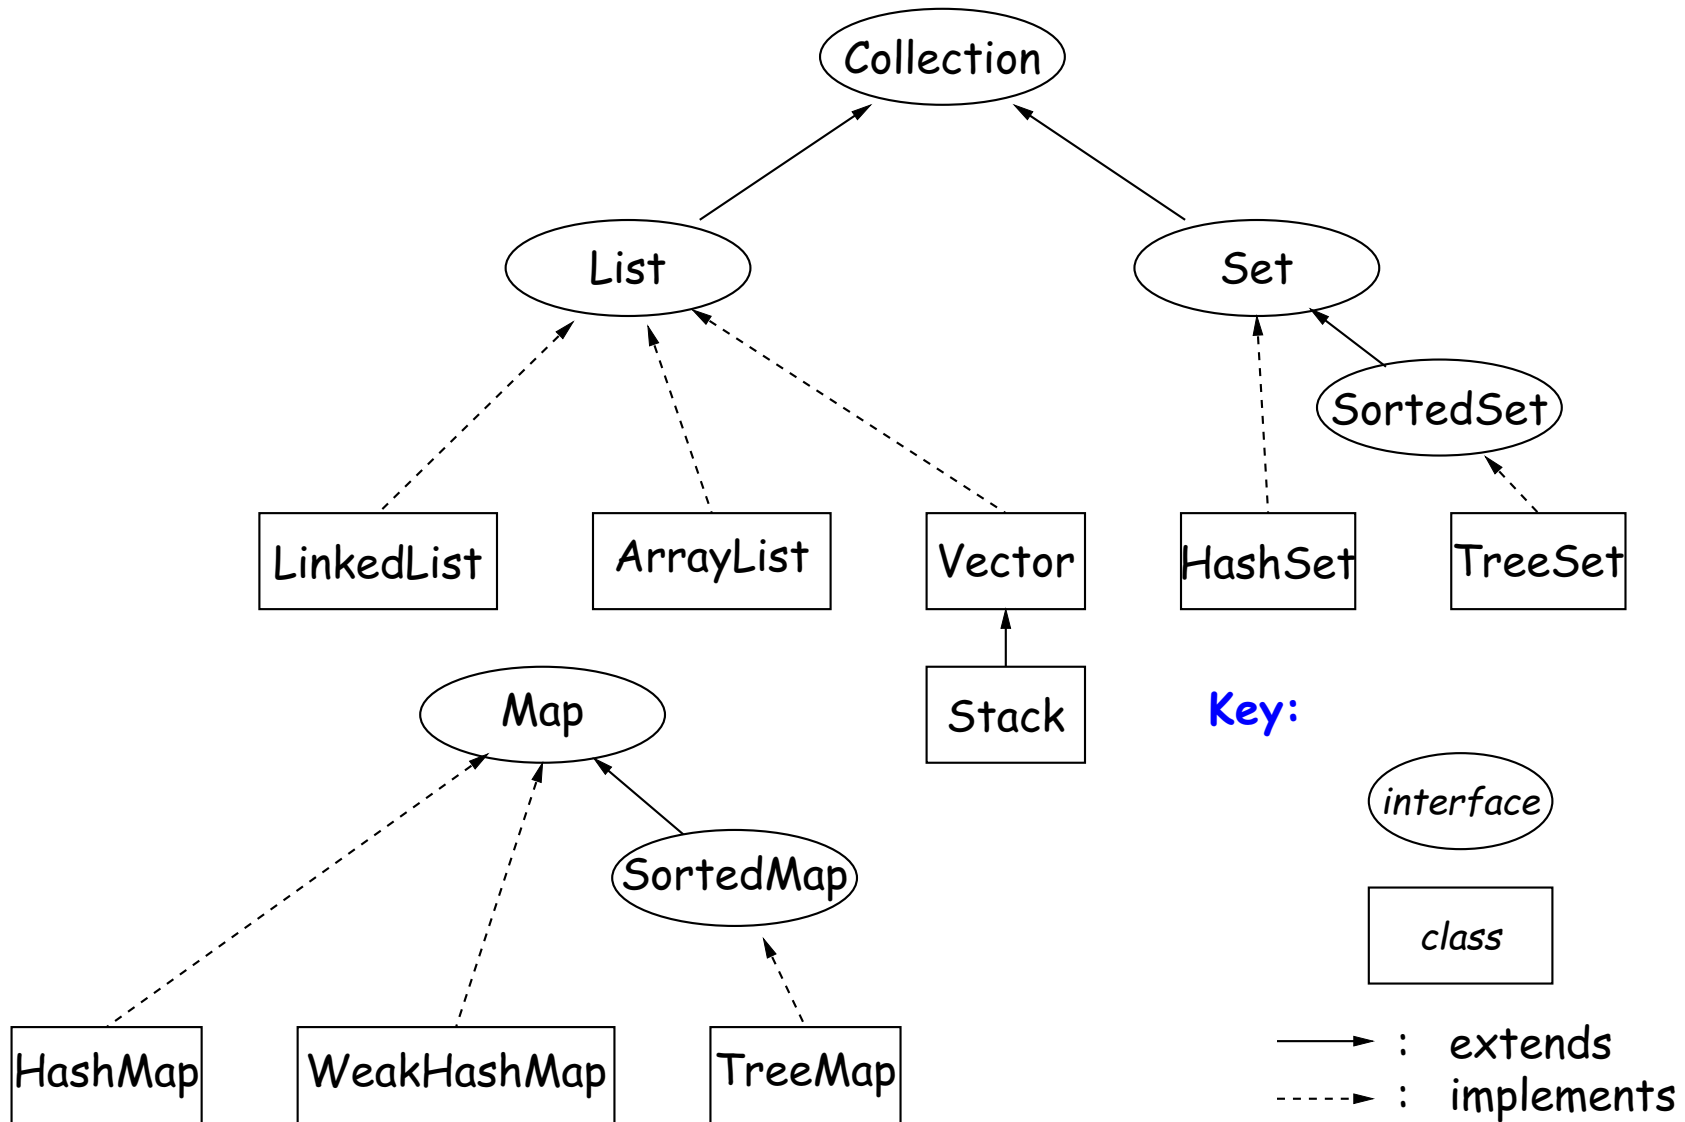 Collection
List
Set
SortedSet
LinkedList
ArrayList
Vector
HashSet
TreeSet
Stack
Map
Key:
interface
SortedMap
class
HashMap
WeakHashMap
TreeMap
: extends
: implements